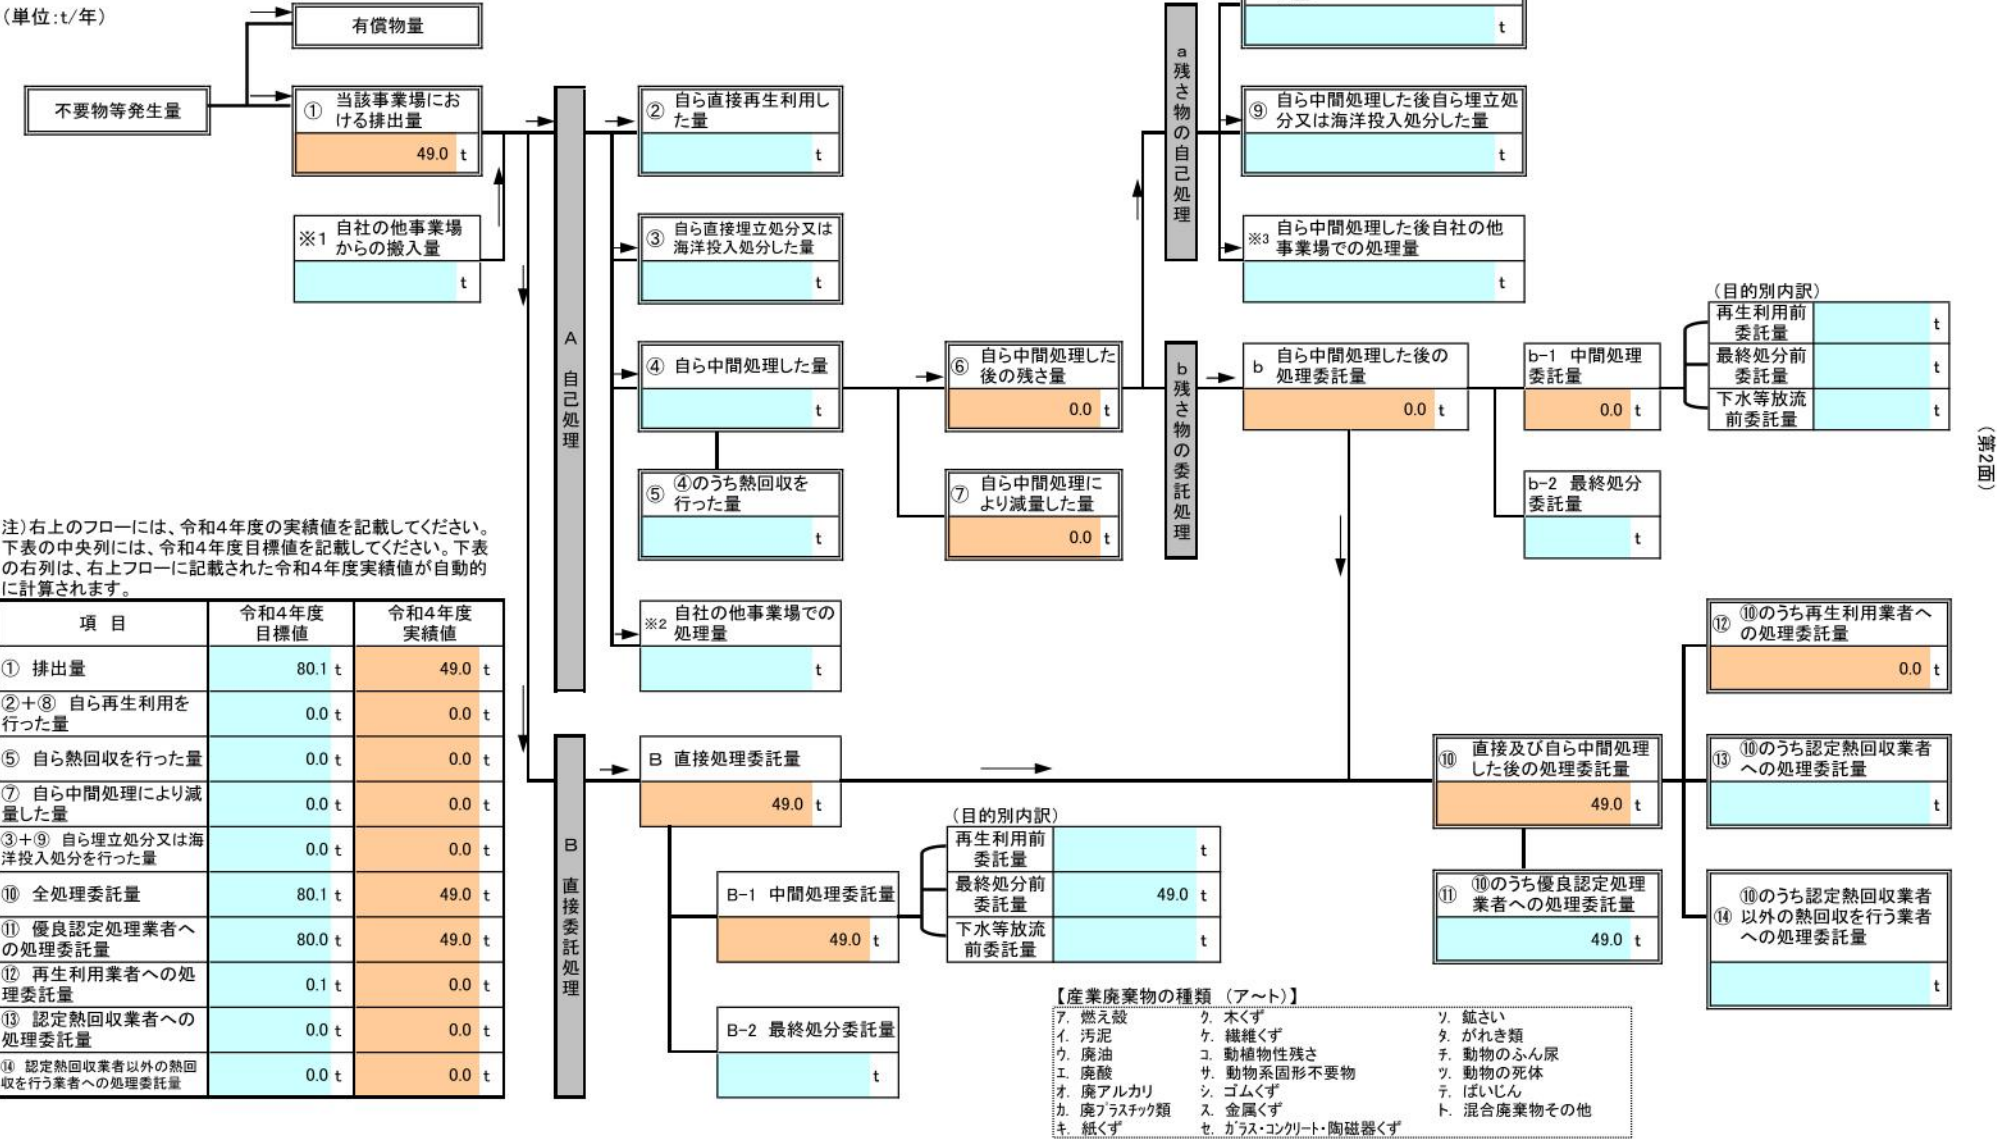 (単位:t/年)
有償物量
不要物等発生量
① 当該事業場にお
ける排出量
49.0 t
※1 自社の他事業場
からの搬入量
t
A 自己処理
② 自ら直接再生利用し
た量
t
③ 自ら直接埋立処分又は
海洋投入処分した量
t
④ 自ら中間処理した量
t
⑤ ④のうち熱回収を
行った量
t
※2 自社の他事業場での
処理量
t
⑥ 自ら中間処理した
後の残さ量
0.0 t
⑦ 自ら中間処理に
より減量した量
0.0 t
a 残さ物の自己処理
t
⑨ 自ら中間処理した後自ら埋立処
分又は海洋投入処分した量
t
※3 自ら中間処理した後自社の他
事業場での処理量
t
b 残さ物の委託処理
b 自ら中間処理した後の
処理委託量
0.0 t
b-1 中間処理
委託量
0.0 t
(目的別内訳)
再生利用前
委託量
t
最終処分前
委託量
t
下水等放流
前委託量
t
b-2 最終処分
委託量
t
(第2面)
注)右上のフローには、令和4年度の実績値を記載してください。
下表の中央列には、令和4年度目標値を記載してください。下表
の右列は、右上フローに記載された令和4年度実績値が自動的
に計算されます。
項 目 令和4年度 目標値 令和4年度 実績値
① 排出量 80.1 t 49.0 t
②+⑧ 自ら再生利用を
行った量 0.0 t 0.0 t
⑤ 自ら熱回収を行った量 0.0 t 0.0 t
⑦ 自ら中間処理により減
量した量 0.0 t 0.0 t
③+⑨ 自ら埋立処分又は海
洋投入処分を行った量 0.0 t 0.0 t
⑩ 全処理委託量 80.1 t 49.0 t
⑪ 優良認定処理業者へ
の処理委託量 80.0 t 49.0 t
⑫ 再生利用業者への処
理委託量 0.1 t 0.0 t
⑬ 認定熱回収業者への
処理委託量 0.0 t 0.0 t
⑭ 認定熱回収業者以外の熱回
収を行う業者への処理委託量 0.0 t 0.0 t
B 直接委託処理
B 直接処理委託量
49.0 t
B-1 中間処理委託量
49.0 t
(目的別内訳)
再生利用前
委託量
t
最終処分前
委託量
49.0 t
下水等放流
前委託量
t
B-2 最終処分委託量
t
⑩ 直接及び自ら中間処理
した後の処理委託量
49.0 t
⑪ ⑩のうち優良認定処理
業者への処理委託量
49.0 t
⑫ ⑩のうち再生利用業者へ
の処理委託量
0.0 t
⑬ ⑩のうち認定熱回収業者
への処理委託量
t
⑭ ⑩のうち認定熱回収業者
以外の熱回収を行う業者
への処理委託量
t
【産業廃棄物の種類 (ア~ト)】
ア. 燃え殻 ク. 木くず ソ. 鉱さい
イ. 汚泥 ケ. 繊維くず タ. がれき類
ウ. 廃油 コ. 動植物性残さ チ. 動物のふん尿
エ. 廃酸 サ. 動物系固形不要物 ツ. 動物の死体
オ. 廃アルカリ シ. ゴムくず テ. ばいじん
カ. 廃プラスチック類 ス. 金属くず ト. 混合廃棄物その他
キ. 紙くず セ. ガラス・コンクリート・陶磁器くず